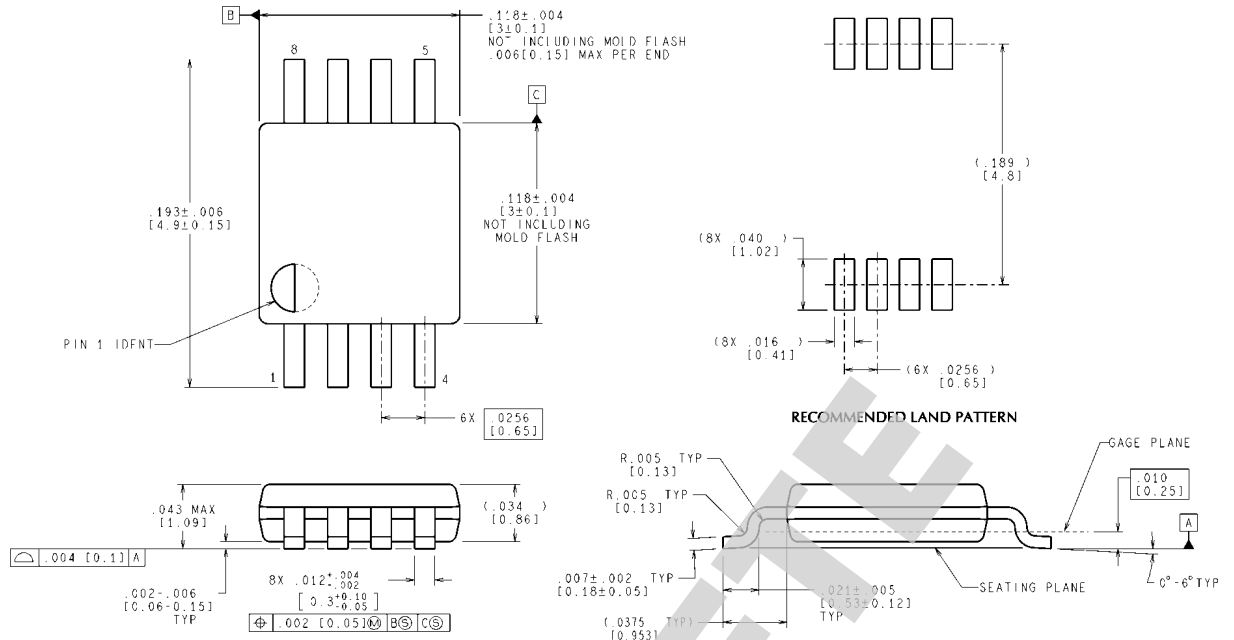 B
.118±.004
[3±0.1]
NOT INCLUDING MOLD FLASH
.006[0.15] MAX PER END
8
5
C
.193±.006
[4.9±0.15]
.118±.004
[3±0.1]
NOT INCLUDING
MOLD FLASH
PIN 1 IDENT
1
4
6X .0256
[0.65]
(.189 )
[4.8]
(8X .040 )
[1.02]
(8X .016 )
[0.41]
(6X .0256 )
[0.65]
RECOMMENDED LAND PATTERN
.043 MAX
[1.09]
(.034 )
[0.86]
⌓ .004 [0.1] A
.002-.006
[0.06-0.15]
TYP
8X .012 +.004 -.002
[ 0.3 +0.10 -0.05 ]
⌖ .002 [0.05]Ⓜ BⓈ CⓈ
R.005 TYP
[0.13]
R.005 TYP
[0.13]
GAGE PLANE
.010
[0.25]
A
.007±.002 TYP
[0.18±0.05]
.021±.005
[0.53±0.12]
TYP
SEATING PLANE
0°-6° TYP
(.0375 TYP)
[0.953]
ETE